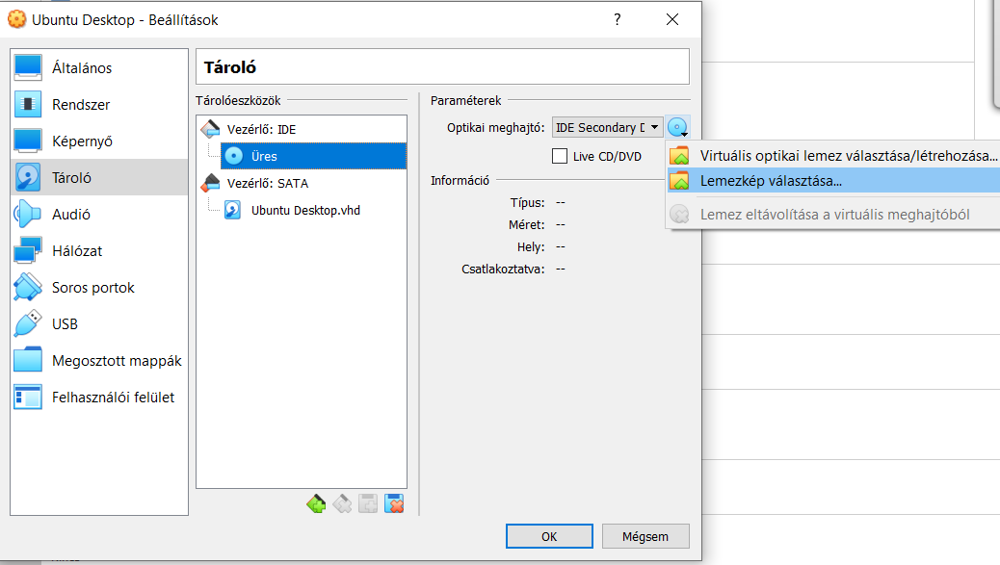 Ubuntu Desktop - Beállítások
?
Általános
Rendszer
Képernyő
Tároló
Audió
Hálózat
Soros portok
USB
Megosztott mappák
Felhasználói felület
Tároló
Tárolóeszközök
Vezérlő: IDE
Üres
Vezérlő: SATA
Ubuntu Desktop.vhd
Paraméterek
Optikai meghajtó: IDE Secondary D
Live CD/DVD
Információ
Típus: --
Méret: --
Hely: --
Csatlakoztatva: --
Virtuális optikai lemez választása/létrehozása...
Lemezkép választása...
Lemez eltávolítása a virtuális meghajtóból
OK
Mégsem